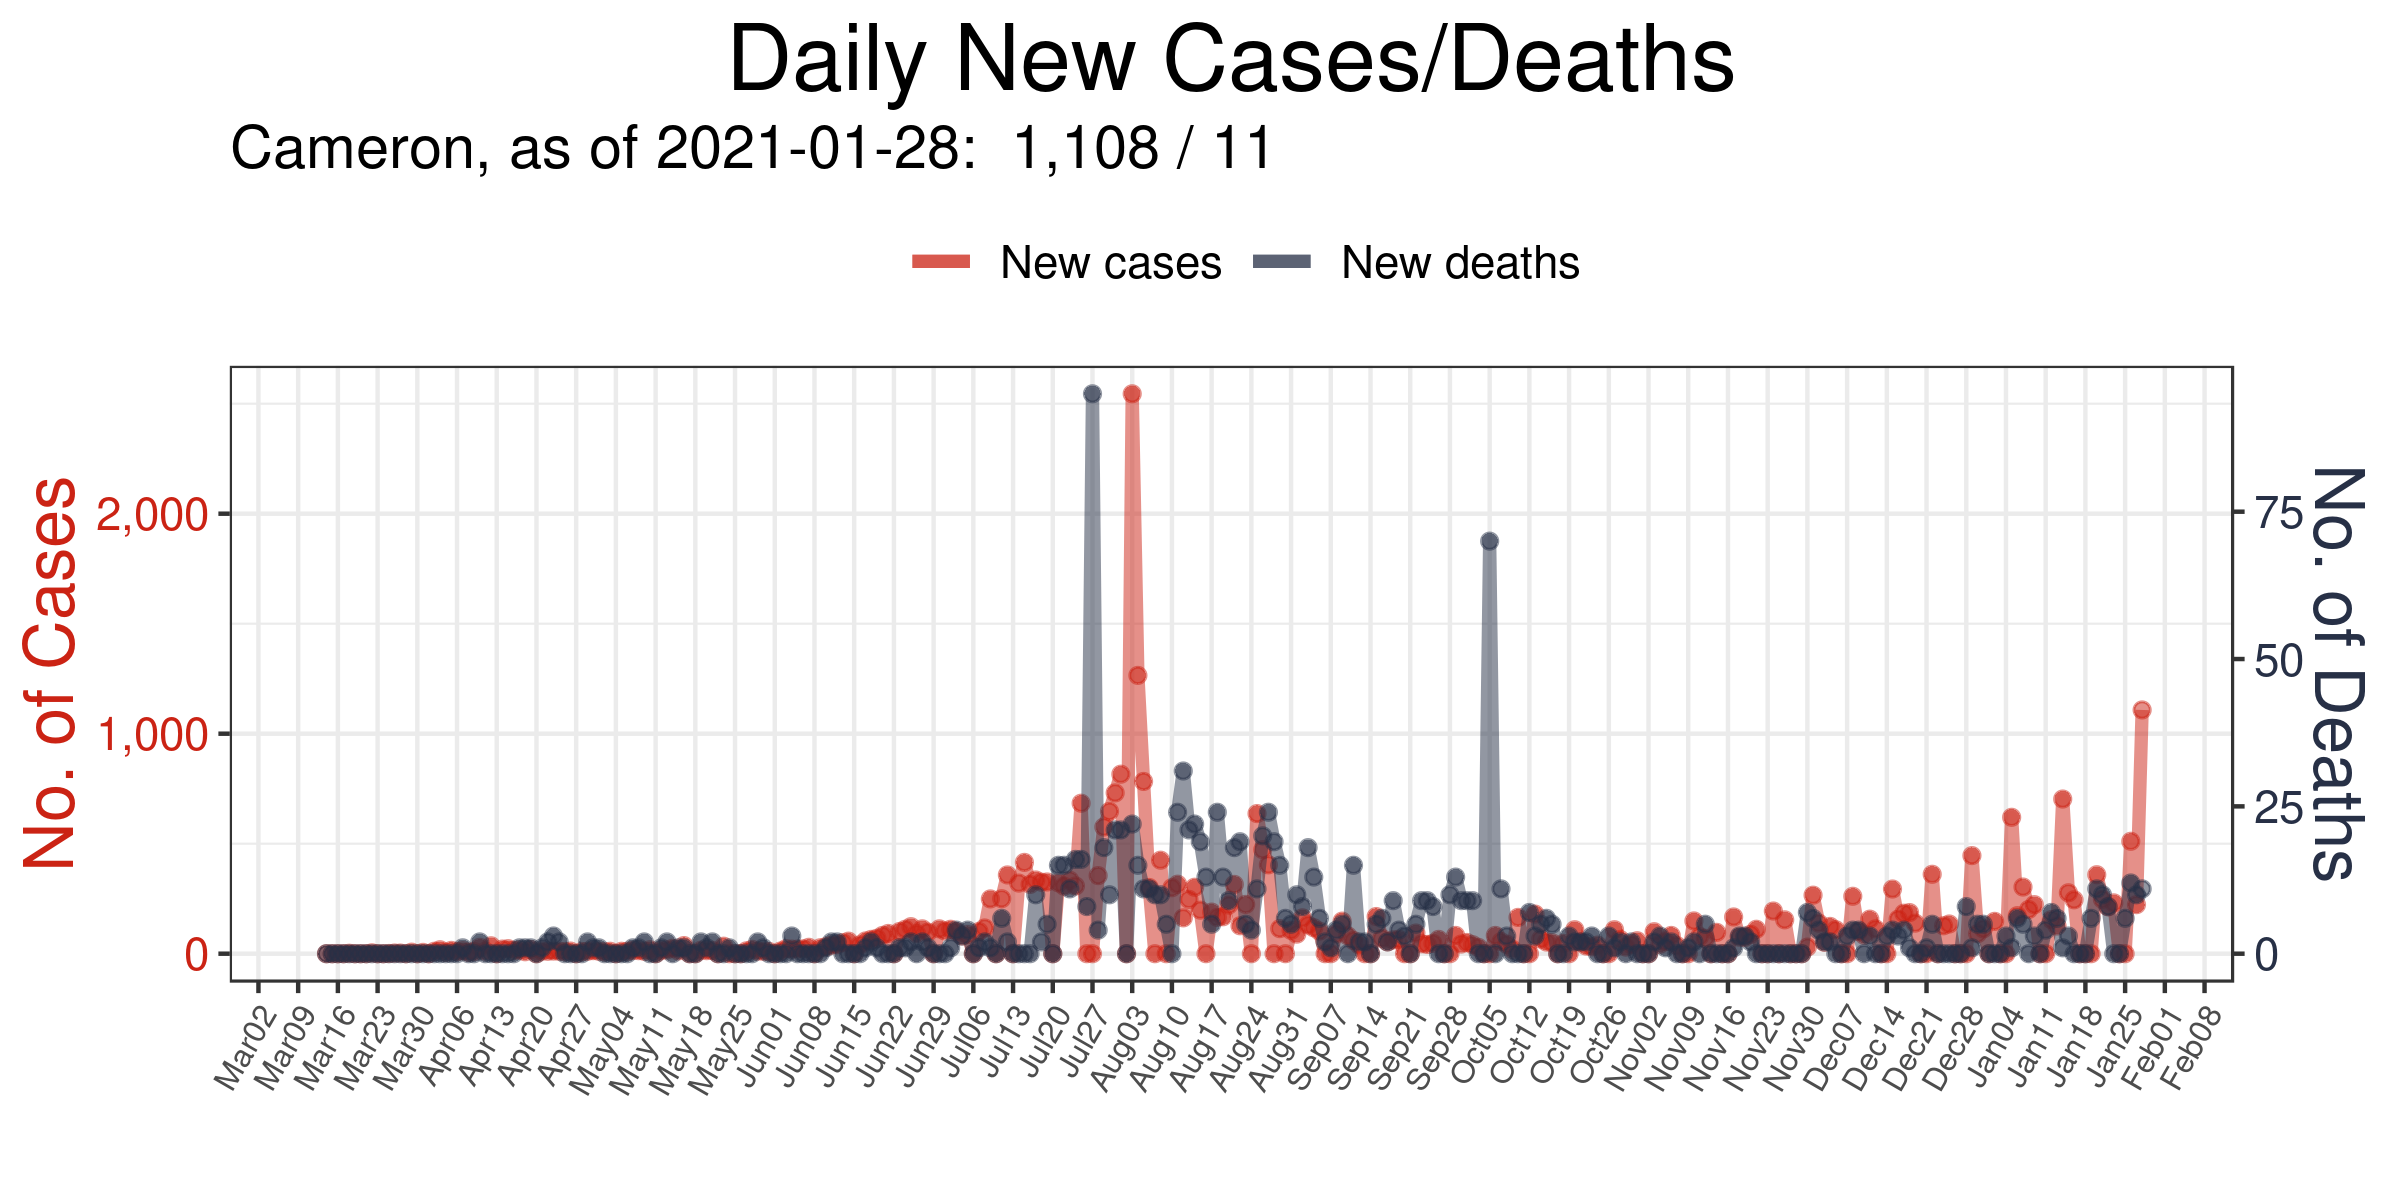 Daily New Cases/Deaths
Cameron, as of 2021-01-28:  1,108 / 11
New cases
New deaths
No. of Cases
2,000
1,000
0
75
50
25
0
No. of Deaths
Mar02
Mar09
Mar16
Mar23
Mar30
Apr06
Apr13
Apr20
Apr27
May04
May11
May18
May25
Jun01
Jun08
Jun15
Jun22
Jun29
Jul06
Jul13
Jul20
Jul27
Aug03
Aug10
Aug17
Aug24
Aug31
Sep07
Sep14
Sep21
Sep28
Oct05
Oct12
Oct19
Oct26
Nov02
Nov09
Nov16
Nov23
Nov30
Dec07
Dec14
Dec21
Dec28
Dec04
Jan11
Jan18
Jan25
Feb01
Feb08